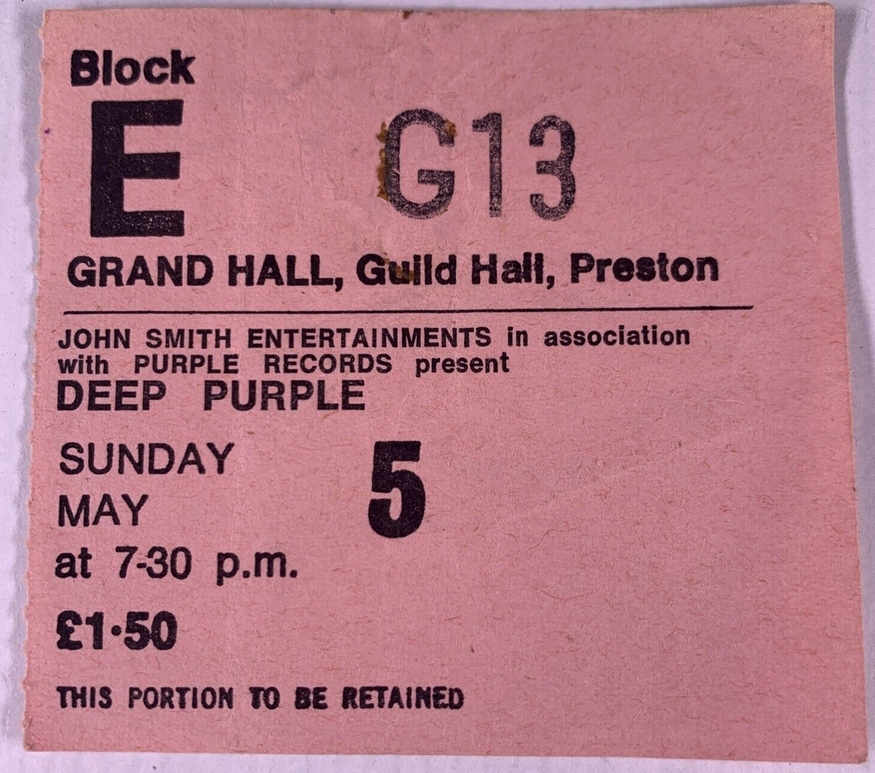 Block
E G13
GRAND HALL, Guild Hall, Preston
JOHN SMITH ENTERTAINMENTS in association
with PURPLE RECORDS present
DEEP PURPLE
SUNDAY
MAY 5
at 7-30 p.m.
£1·50
THIS PORTION TO BE RETAINED